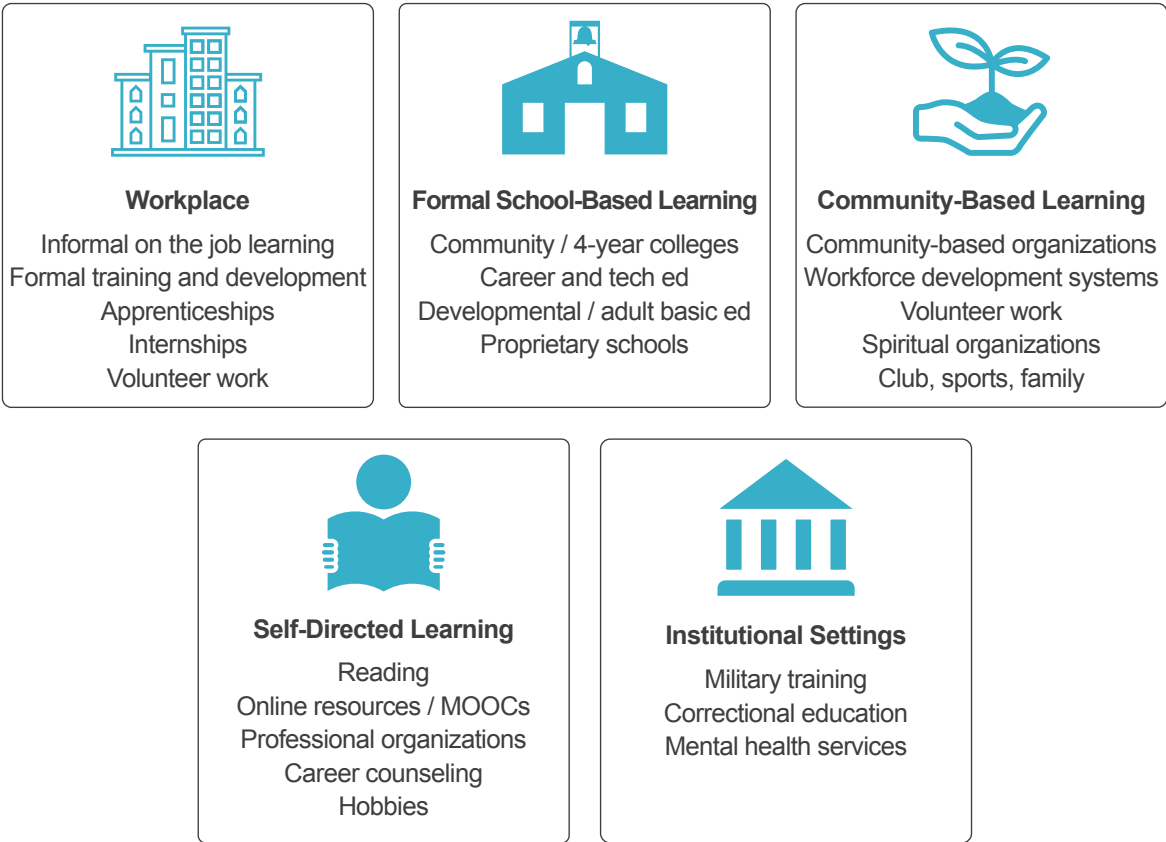 Workplace
Informal on the job learning
Formal training and development
Apprenticeships
Internships
Volunteer work
Formal School-Based Learning
Community / 4-year colleges
Career and tech ed
Developmental / adult basic ed
Proprietary schools
Community-Based Learning
Community-based organizations
Workforce development systems
Volunteer work
Spiritual organizations
Club, sports, family
Self-Directed Learning
Reading
Online resources / MOOCs
Professional organizations
Career counseling
Hobbies
Institutional Settings
Military training
Correctional education
Mental health services